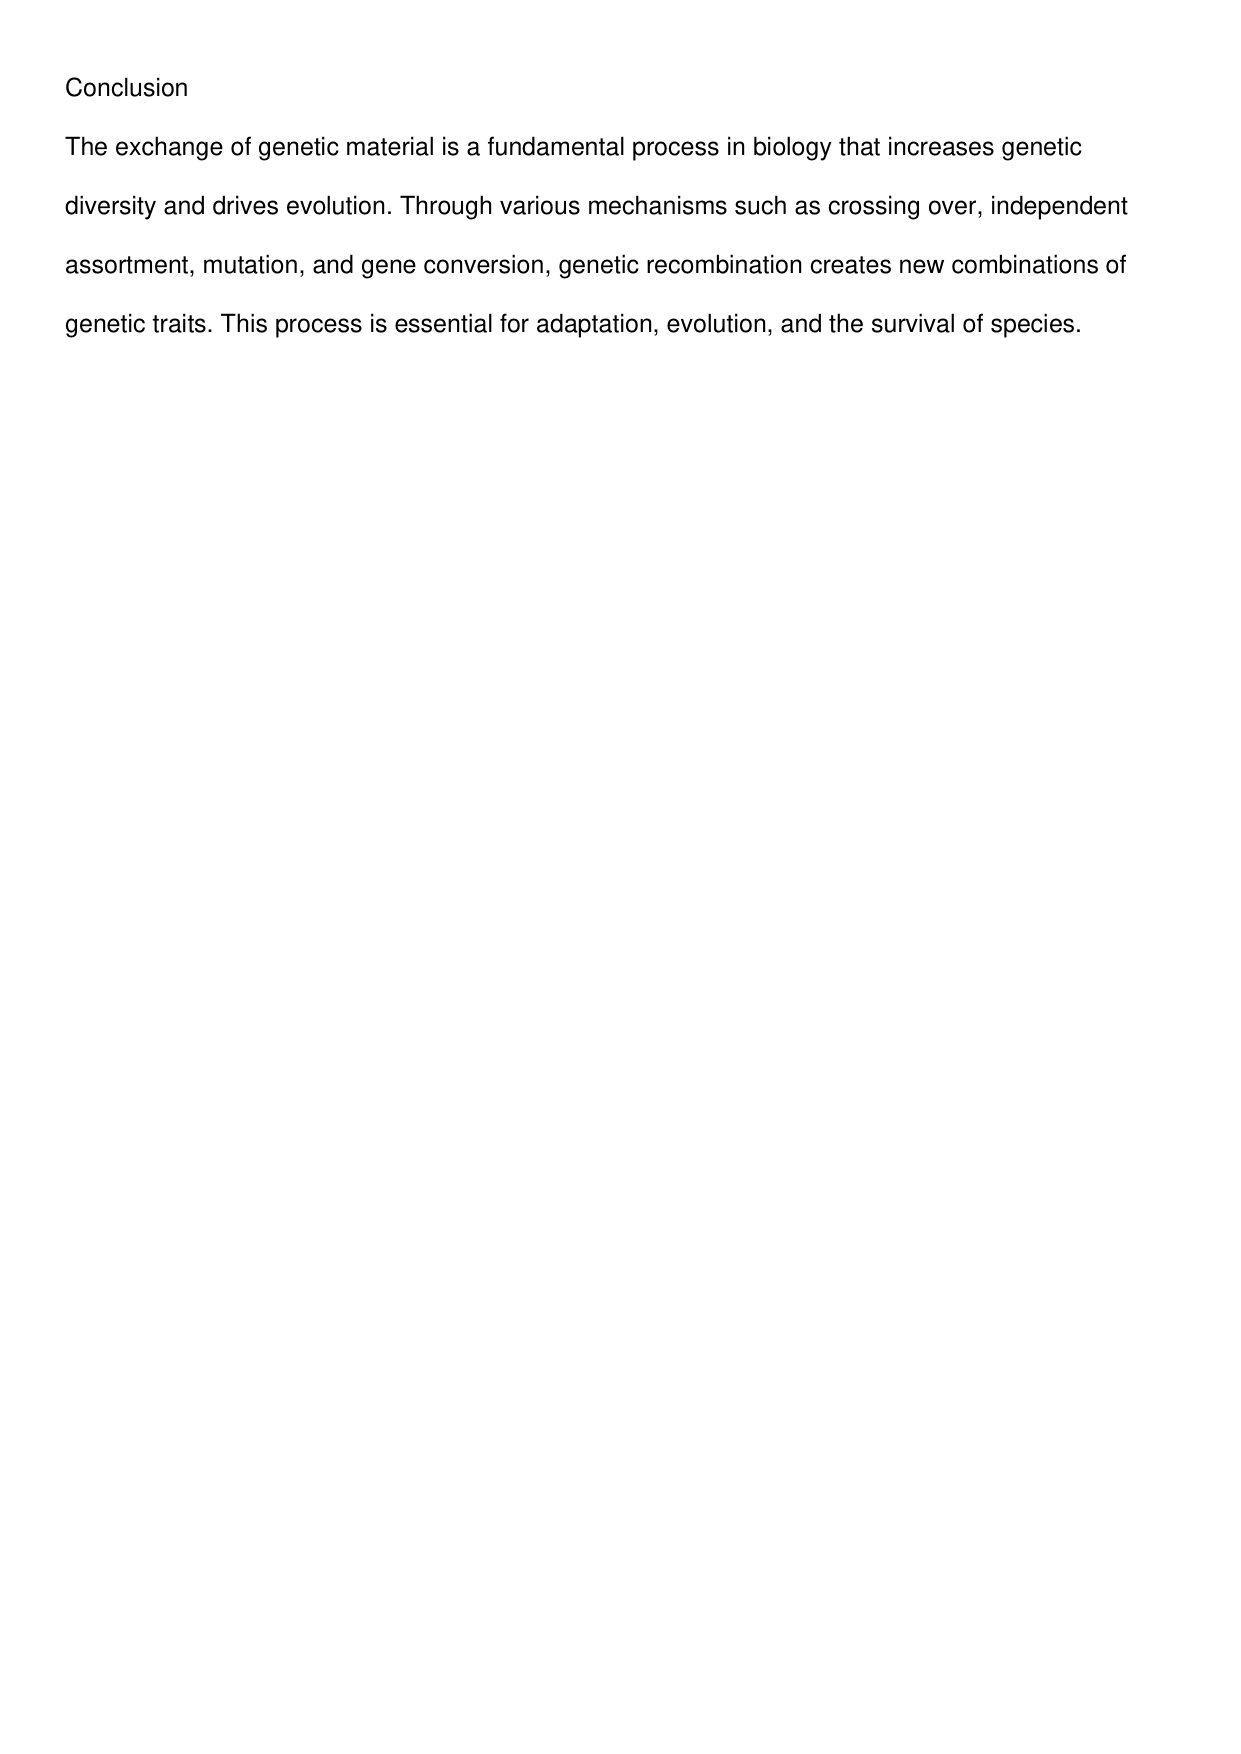 Conclusion
The exchange of genetic material is a fundamental process in biology that increases genetic
diversity and drives evolution. Through various mechanisms such as crossing over, independent
assortment, mutation, and gene conversion, genetic recombination creates new combinations of
genetic traits. This process is essential for adaptation, evolution, and the survival of species.